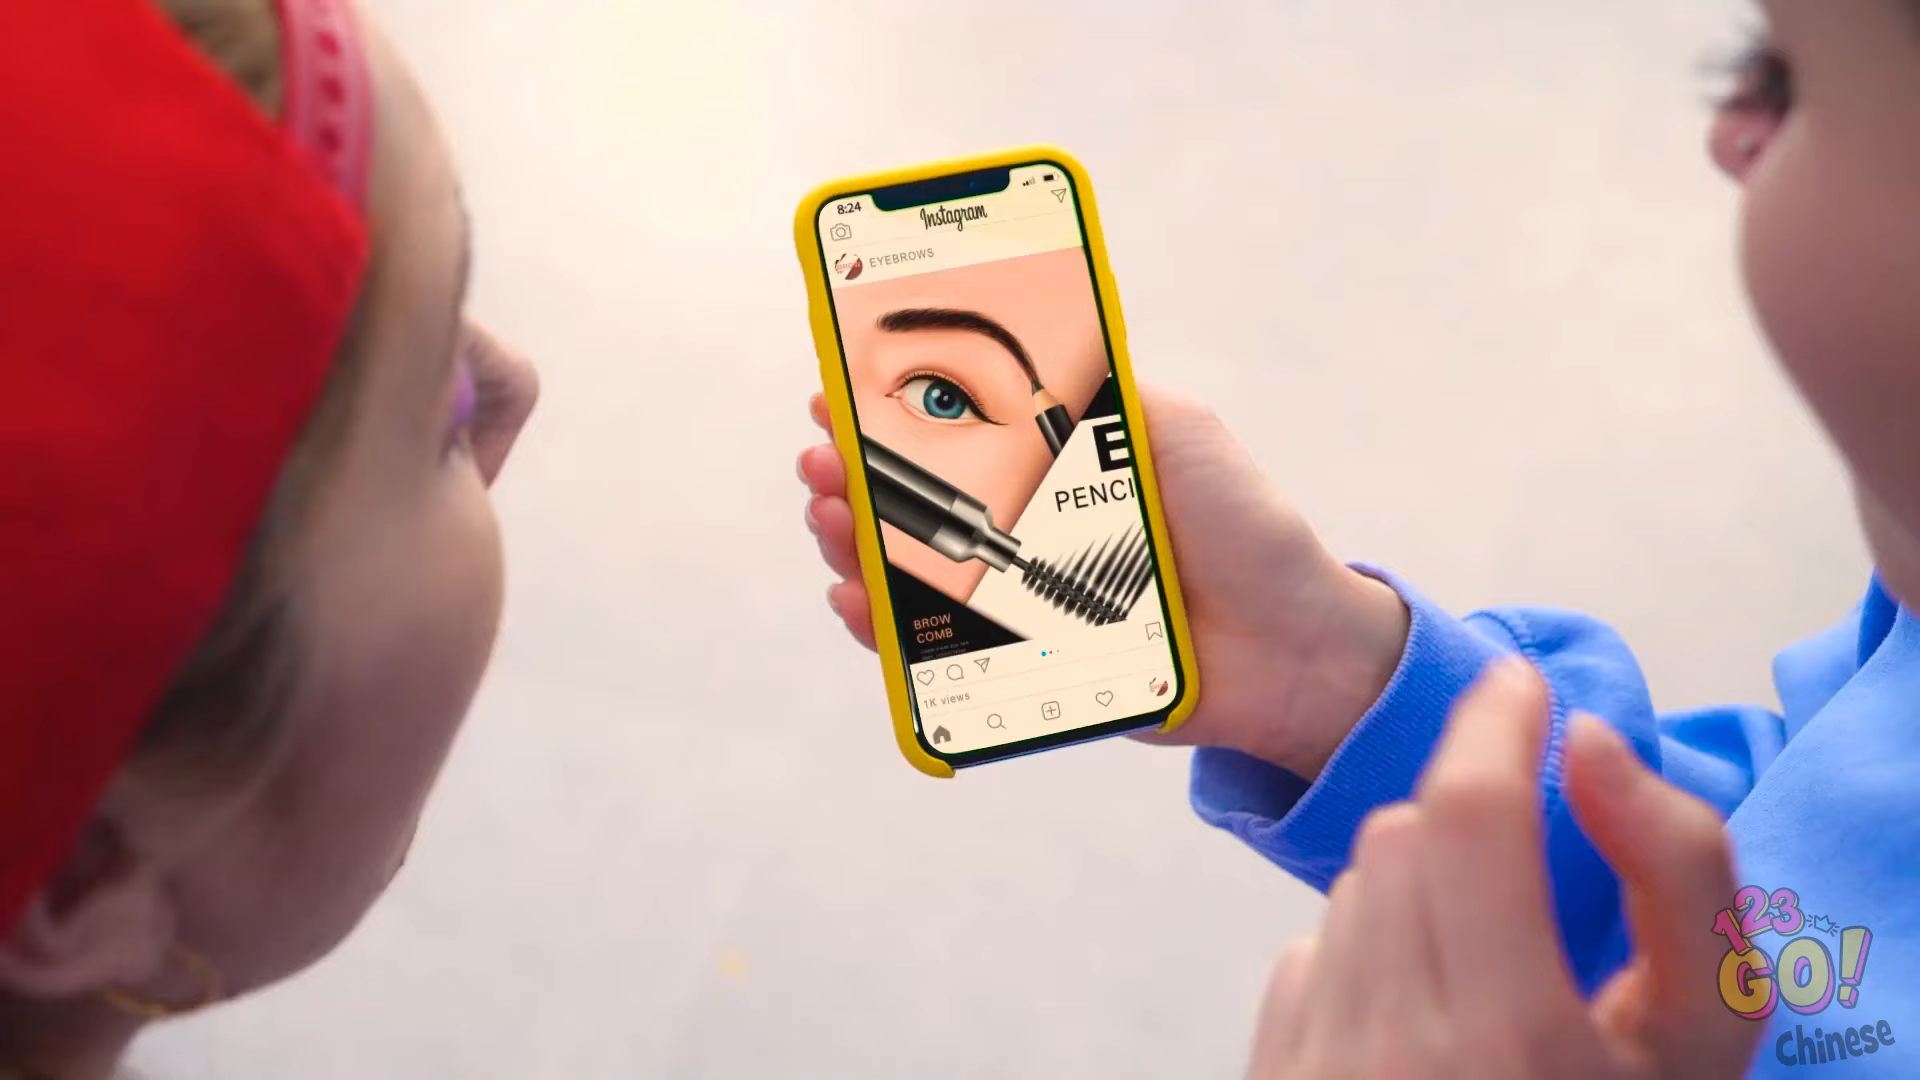 8:24
Instagram
EYEBROWS
E
PENCI
BROW
COMB
1K views
123
GO!
Chinese